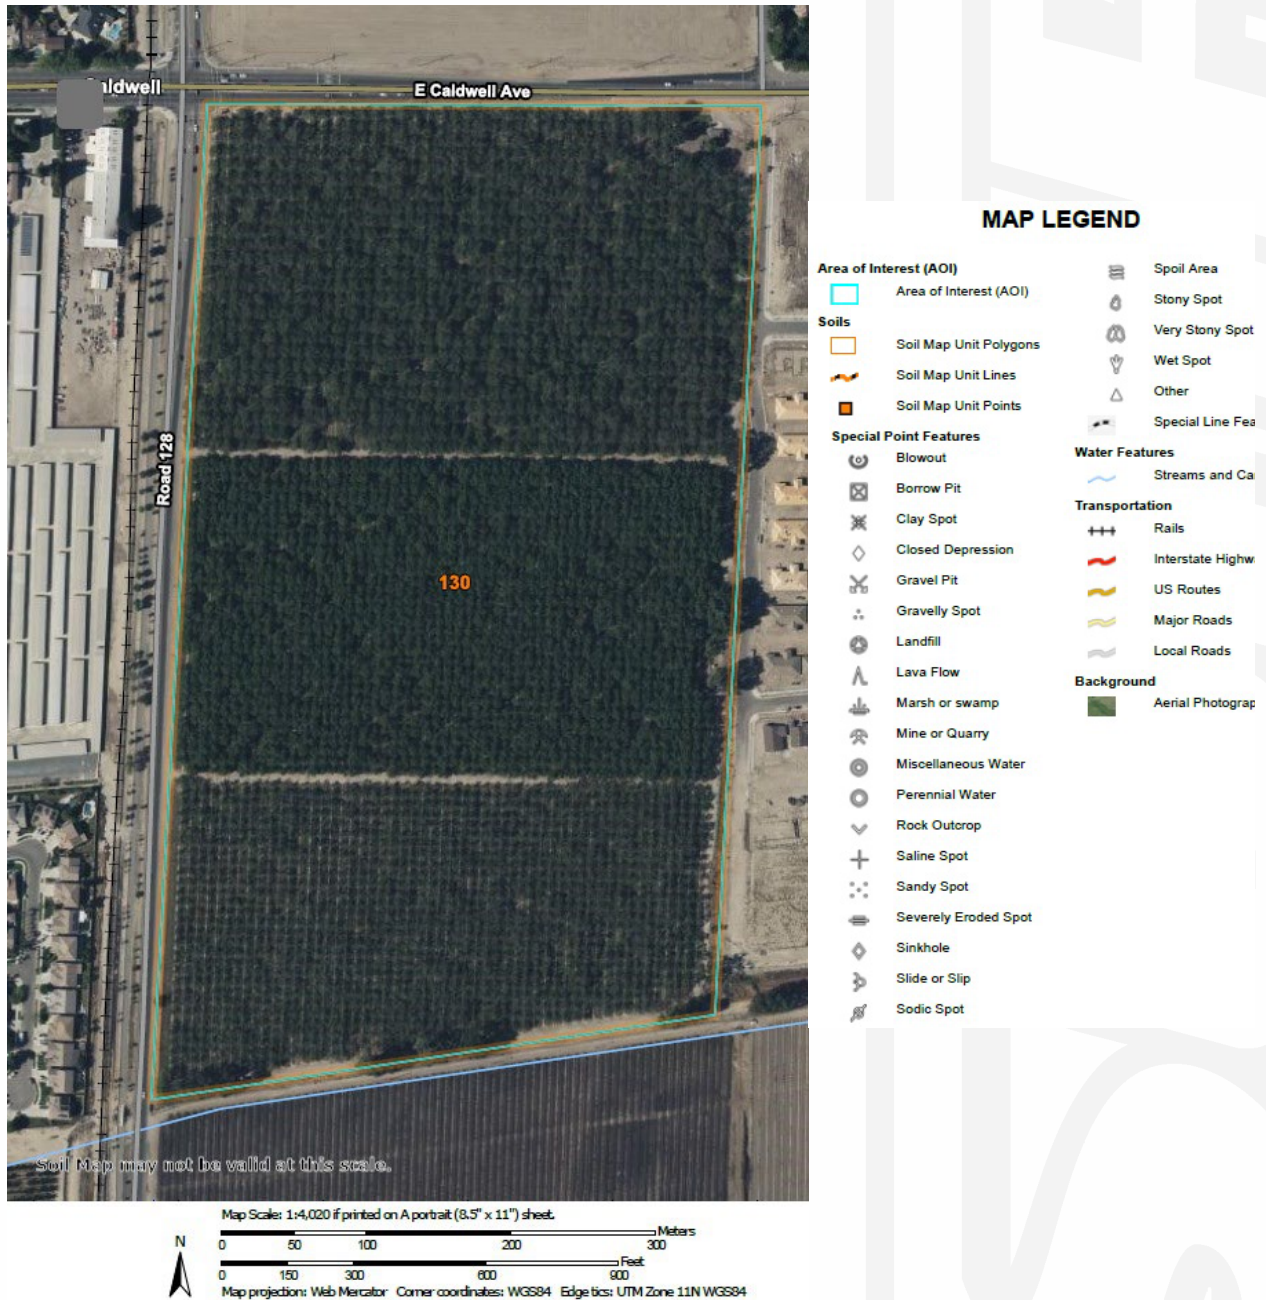 aldwell
E Caldwell Ave
Road 128
130
Soil Map may not be valid at this scale.
Map Scale: 1:4,020 if printed on A portrait (8.5" x 11") sheet.
Meters
0 50 100 200 300
Feet
0 150 300 600 900
N
Map projection: Web Mercator Corner coordinates: WGS84 Edge tics: UTM Zone 11N WGS84
MAP LEGEND
Area of Interest (AOI)
Area of Interest (AOI)
Soils
Soil Map Unit Polygons
Soil Map Unit Lines
Soil Map Unit Points
Special Point Features
Blowout
Borrow Pit
Clay Spot
Closed Depression
Gravel Pit
Gravelly Spot
Landfill
Lava Flow
Marsh or swamp
Mine or Quarry
Miscellaneous Water
Perennial Water
Rock Outcrop
Saline Spot
Sandy Spot
Severely Eroded Spot
Sinkhole
Slide or Slip
Sodic Spot
Spoil Area
Stony Spot
Very Stony Spot
Wet Spot
Other
Special Line Fea
Water Features
Streams and Ca
Transportation
Rails
Interstate Highw
US Routes
Major Roads
Local Roads
Background
Aerial Photograp